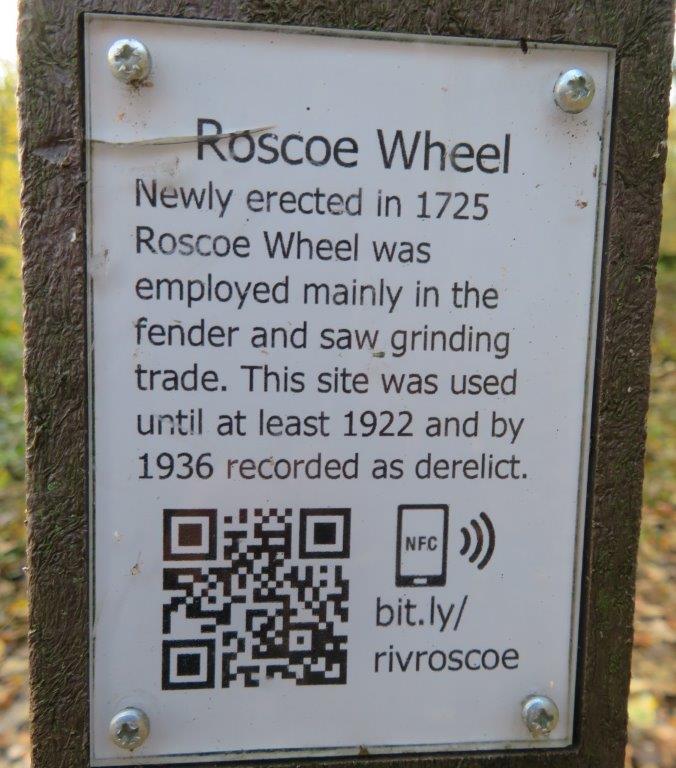 Roscoe Wheel
Newly erected in 1725
Roscoe Wheel was
employed mainly in the
fender and saw grinding
trade. This site was used
until at least 1922 and by
1936 recorded as derelict.
NFC
bit.ly/
rivroscoe